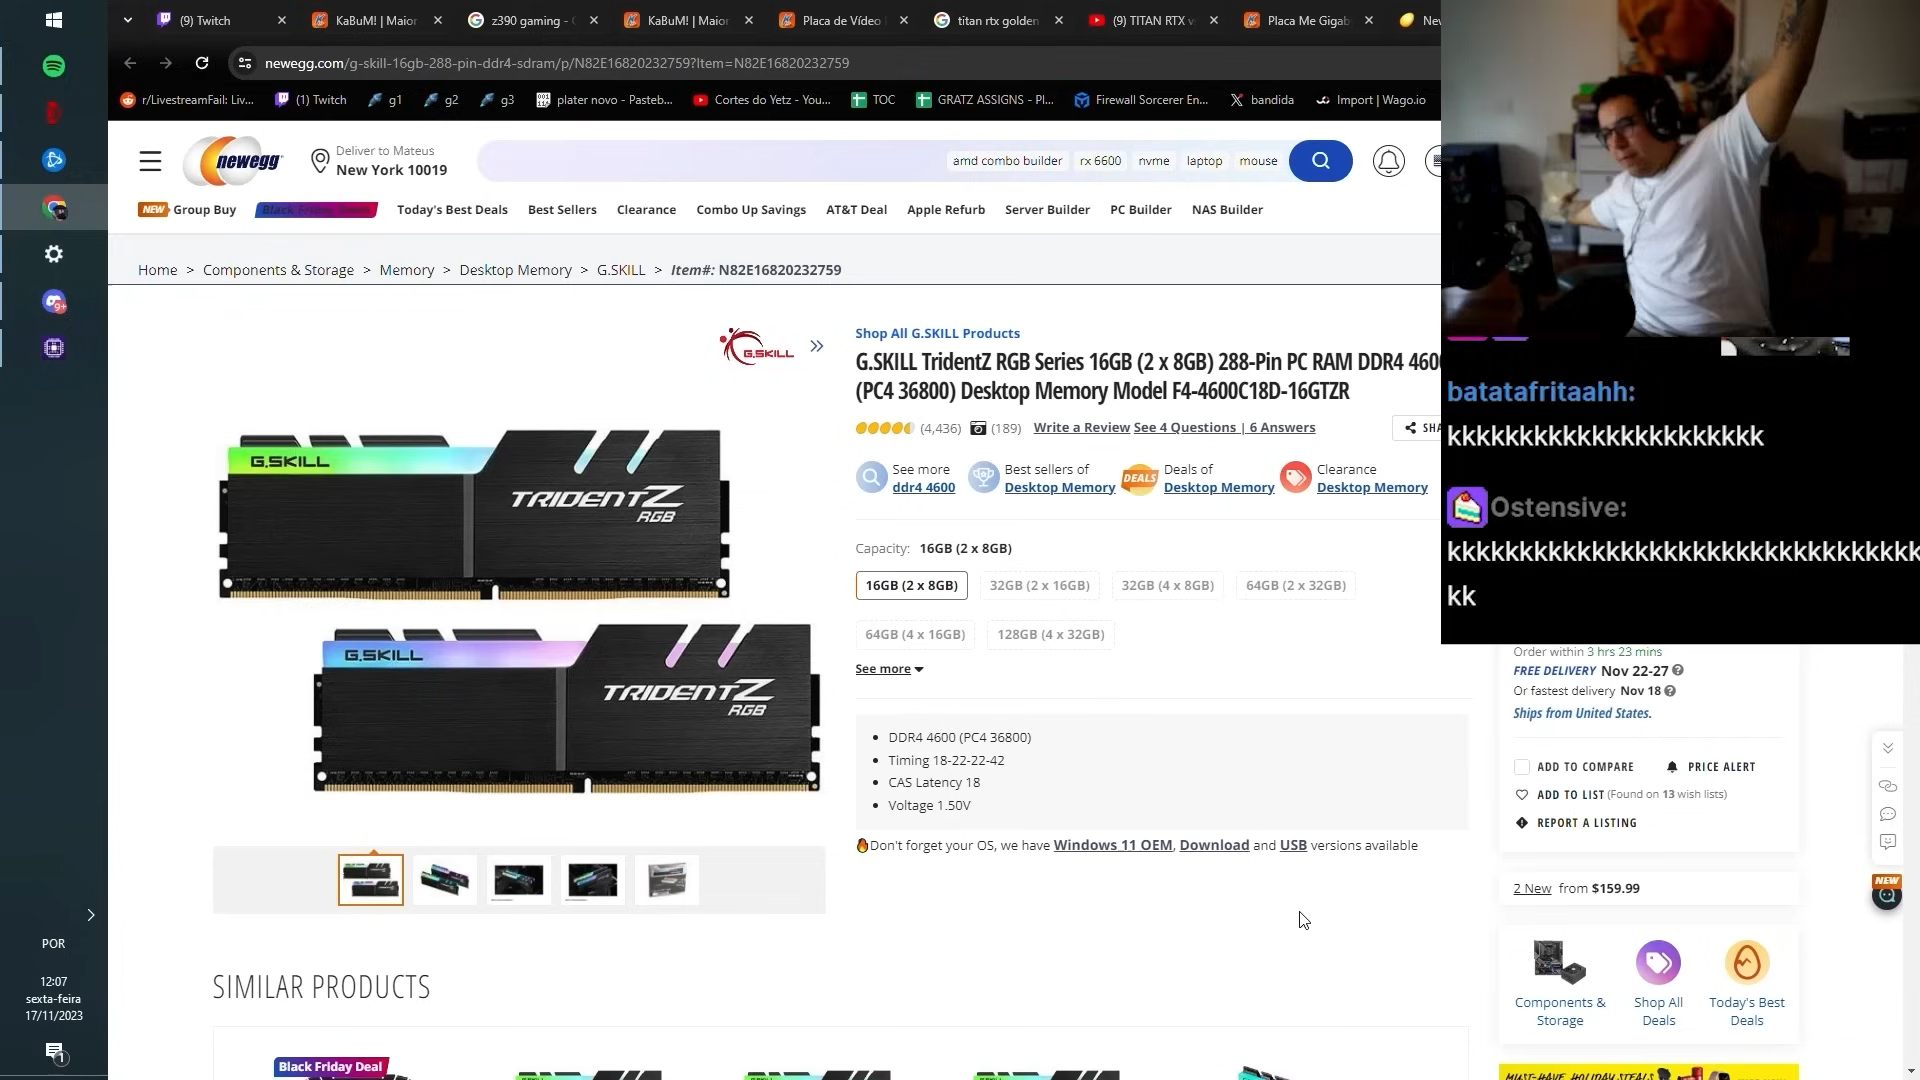 (9) Twitch
KaBuM! | Maior
z390 gaming -
KaBuM! | Maior
Placa de Vídeo
titan rtx golden
(9) TITAN RTX v
Placa Me Gigab
newegg.com/g-skill-16gb-288-pin-ddr4-sdram/p/N82E16820232759?Item=N82E16820232759
r/LivestreamFail: Liv...
(1) Twitch
g1
g2
g3
plater novo - Pasteb...
Cortes do Yetz - You...
TOC
GRATZ ASSIGNS - Pl...
Firewall Sorcerer En...
bandida
Import | Wago.io
newegg
Deliver to Mateus
New York 10019
amd combo builder
rx 6600
nvme
laptop
mouse
NEW Group Buy
Today's Best Deals
Best Sellers
Clearance
Combo Up Savings
AT&T Deal
Apple Refurb
Server Builder
PC Builder
NAS Builder
Home > Components & Storage > Memory > Desktop Memory > G.SKILL > Item#: N82E16820232759
G.SKILL
G.SKILL
TRIDENTZ
RGB
G.SKILL
TRIDENTZ
RGB
Shop All G.SKILL Products
G.SKILL TridentZ RGB Series 16GB (2 x 8GB) 288-Pin PC RAM DDR4 4600
(PC4 36800) Desktop Memory Model F4-4600C18D-16GTZR
(4,436) (189) Write a Review See 4 Questions | 6 Answers
SHA
See more
ddr4 4600
Best sellers of
Desktop Memory
DEALS
Deals of
Desktop Memory
Clearance
Desktop Memory
Capacity: 16GB (2 x 8GB)
16GB (2 x 8GB)
32GB (2 x 16GB)
32GB (4 x 8GB)
64GB (2 x 32GB)
64GB (4 x 16GB)
128GB (4 x 32GB)
See more
DDR4 4600 (PC4 36800)
Timing 18-22-22-42
CAS Latency 18
Voltage 1.50V
Don't forget your OS, we have Windows 11 OEM, Download and USB versions available
SIMILAR PRODUCTS
Black Friday Deal
batatafritaahh:
kkkkkkkkkkkkkkkkkkkkkk
Ostensive:
kkkkkkkkkkkkkkkkkkkkkkkkkkkkkkkkk
kk
Order within 3 hrs 23 mins
FREE DELIVERY Nov 22-27
Or fastest delivery Nov 18
Ships from United States.
ADD TO COMPARE
PRICE ALERT
ADD TO LIST (Found on 13 wish lists)
REPORT A LISTING
2 New from $159.99
NEW
Components &
Storage
Shop All
Deals
Today's Best
Deals
MUST-HAVE HOLIDAY STEALS
9+
POR
12:07
sexta-feira
17/11/2023
1